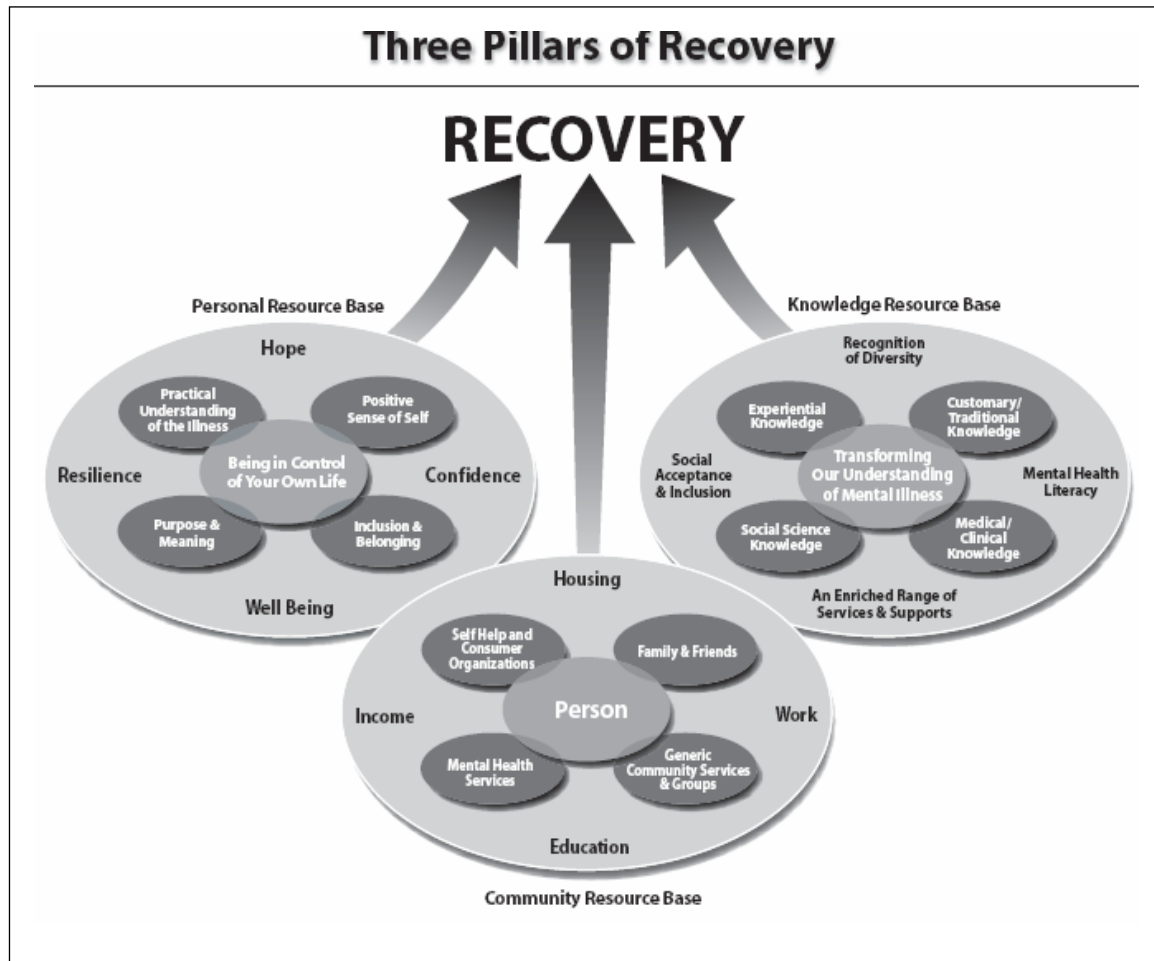 Three Pillars of Recovery
RECOVERY
Personal Resource Base
Hope
Practical
Understanding
of the Illness
Positive
Sense of Self
Being in Control
of Your Own Life
Resilience
Confidence
Purpose &
Meaning
Inclusion &
Belonging
Well Being
Knowledge Resource Base
Recognition
of Diversity
Experiential
Knowledge
Customary/
Traditional
Knowledge
Social
Acceptance
& Inclusion
Transforming
Our Understanding
of Mental Illness
Mental Health
Literacy
Social Science
Knowledge
Medical/
Clinical
Knowledge
An Enriched Range of
Services & Supports
Housing
Self Help and
Consumer
Organizations
Family & Friends
Income
Person
Work
Mental Health
Services
Generic
Community Services
& Groups
Education
Community Resource Base